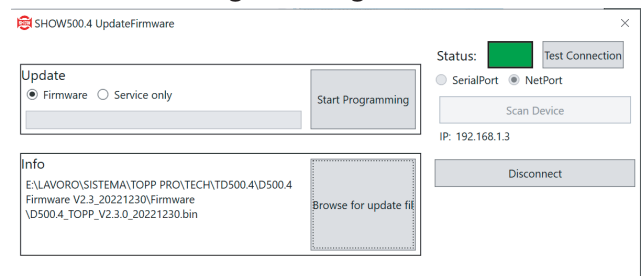 SHOW500.4 UpdateFirmware
Status:
Test Connection
Update
Firmware
Service only
Start Programming
SerialPort
NetPort
Scan Device
IP: 192.168.1.3
Info
Disconnect
E:\LAVORO\SISTEMA\TOPP PRO\TECH\TD500.4\D500.4
Firmware V2.3_20221230\Firmware
\D500.4_TOPP_V2.3.0_20221230.bin
Browse for update fil